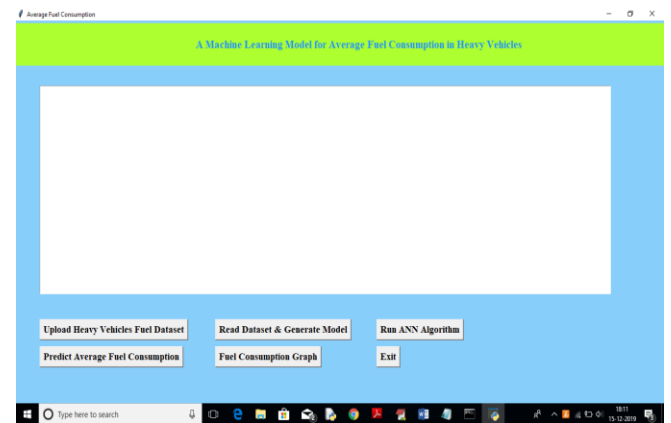 Average Fuel Consumption
A Machine Learning Model for Average Fuel Consumption in Heavy Vehicles
Upload Heavy Vehicles Fuel Dataset Read Dataset & Generate Model Run ANN Algorithm
Predict Average Fuel Consumption Fuel Consumption Graph Exit
Type here to search
18:11
15-12-2019